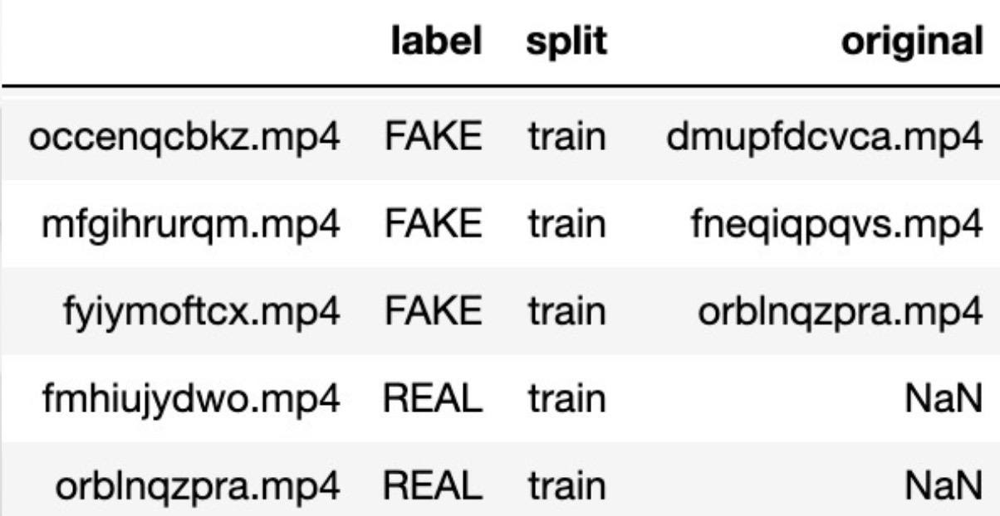 label split original
occenqcbkz.mp4 FAKE train dmupfdcvca.mp4
mfgihrurqm.mp4 FAKE train fneqiqpqvs.mp4
fyiymoftcx.mp4 FAKE train orblnqzpra.mp4
fmhiujydwo.mp4 REAL train NaN
orblnqzpra.mp4 REAL train NaN